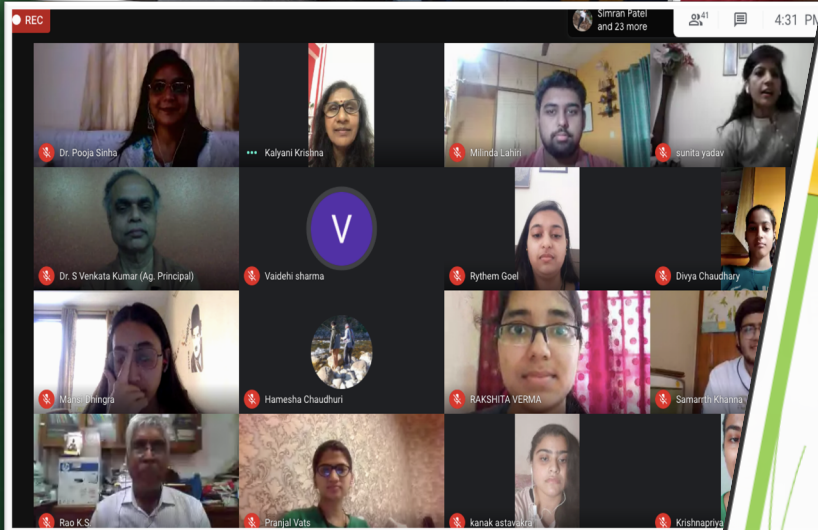 REC
Simran Patel
and 23 more
41
4:31 PM
Dr. Pooja Sinha
Kalyani Krishna
Milinda Lahiri
sunita yadav
Dr. S Venkata Kumar (Ag. Principal)
V
Vaidehi sharma
Rythem Goel
Divya Chaudhary
Mansi Dhingra
Hamesha Chaudhuri
RAKSHITA VERMA
Samarrth Khanna
Rao K.S.
Pranjal Vats
kanak astavakra
Krishnapriya